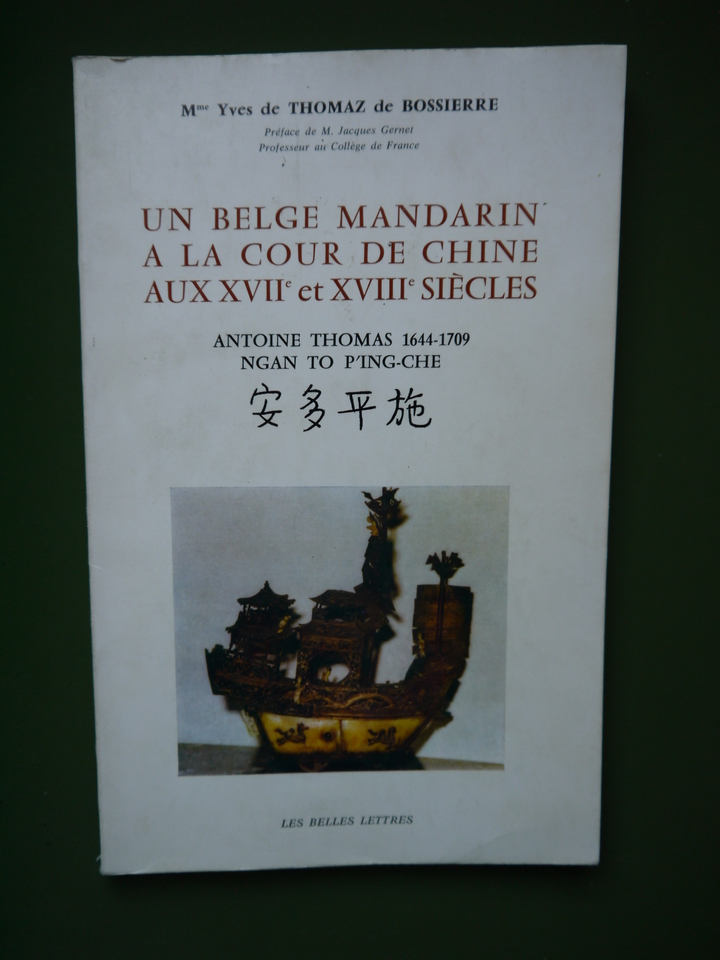 Mme Yves de THOMAZ de BOSSIERRE
Préface de M. Jacques Gernet
Professeur au Collège de France
UN BELGE MANDARIN
A LA COUR DE CHINE
AUX XVIIe et XVIIIe SIÈCLES
ANTOINE THOMAS 1644-1709
NGAN TO P'ING-CHE
安多平施
LES BELLES LETTRES